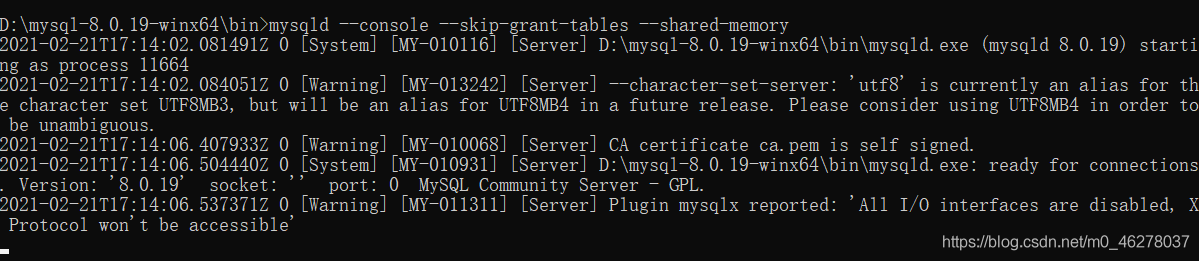 D:\mysql-8.0.19-winx64\bin>mysqld --console --skip-grant-tables --shared-memory
2021-02-21T17:14:02.081491Z 0 [System] [MY-010116] [Server] D:\mysql-8.0.19-winx64\bin\mysqld.exe (mysqld 8.0.19) starti
ng as process 11664
2021-02-21T17:14:02.084051Z 0 [Warning] [MY-013242] [Server] --character-set-server: 'utf8' is currently an alias for th
e character set UTF8MB3, but will be an alias for UTF8MB4 in a future release. Please consider using UTF8MB4 in order to
 be unambiguous.
2021-02-21T17:14:06.407933Z 0 [Warning] [MY-010068] [Server] CA certificate ca.pem is self signed.
2021-02-21T17:14:06.504440Z 0 [System] [MY-010931] [Server] D:\mysql-8.0.19-winx64\bin\mysqld.exe: ready for connections
. Version: '8.0.19'  socket: ''  port: 0  MySQL Community Server - GPL.
2021-02-21T17:14:06.537371Z 0 [Warning] [MY-011311] [Server] Plugin mysqlx reported: 'All I/O interfaces are disabled, X
 Protocol won't be accessible'
https://blog.csdn.net/m0_46278037